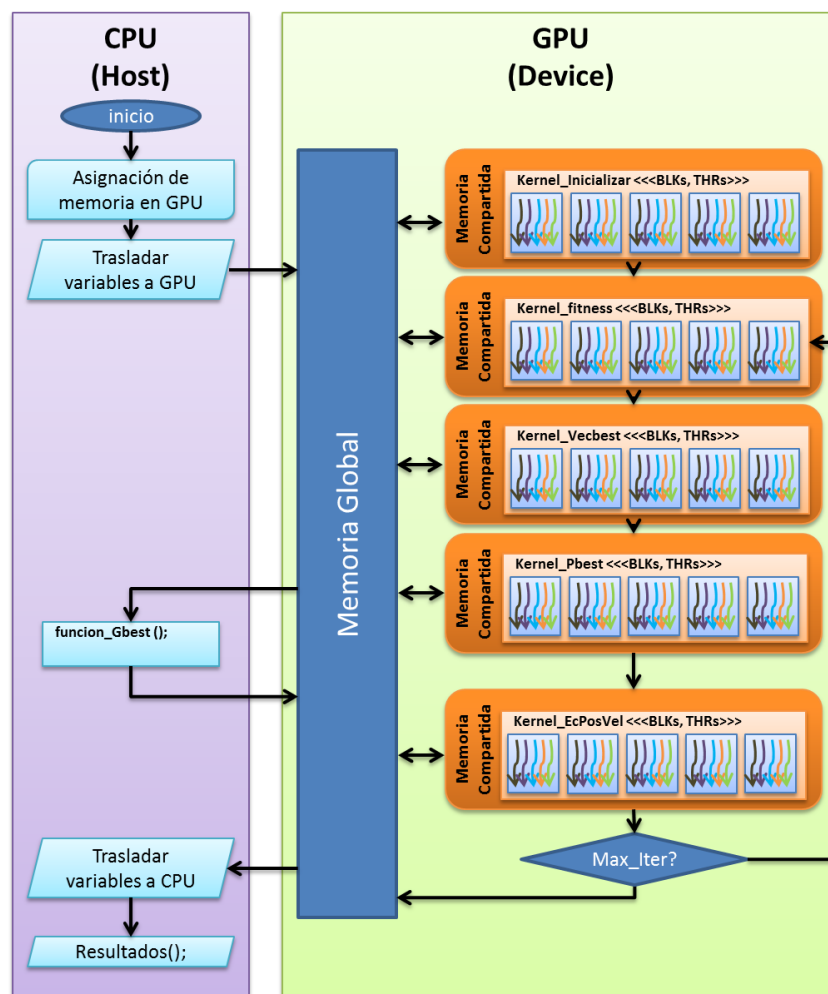 CPU
(Host)
inicio
Asignación de
memoria en GPU
Trasladar
variables a GPU
funcion_Gbest ();
Trasladar
variables a CPU
Resultados();
GPU
(Device)
Memoria Global
Memoria
Compartida
Kernel_Inicializar <<<BLKs, THRs>>>
Memoria
Compartida
Kernel_fitness <<<BLKs, THRs>>>
Memoria
Compartida
Kernel_Vecbest <<<BLKs, THRs>>>
Memoria
Compartida
Kernel_Pbest <<<BLKs, THRs>>>
Memoria
Compartida
Kernel_EcPosVel <<<BLKs, THRs>>>
Max_Iter?